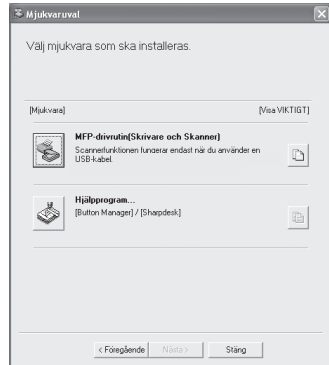 Mjukvaruval
Välj mjukvara som ska installeras.
[Mjukvara] [Visa VIKTIGT]
MFP-drivrutin(Skrivare och Skanner)
Scannerfunktionen fungerar endast när du använder en
USB-kabel.
Hjälpprogram...
[Button Manager] / [Sharpdesk]
< Föregående Nästa > Stäng